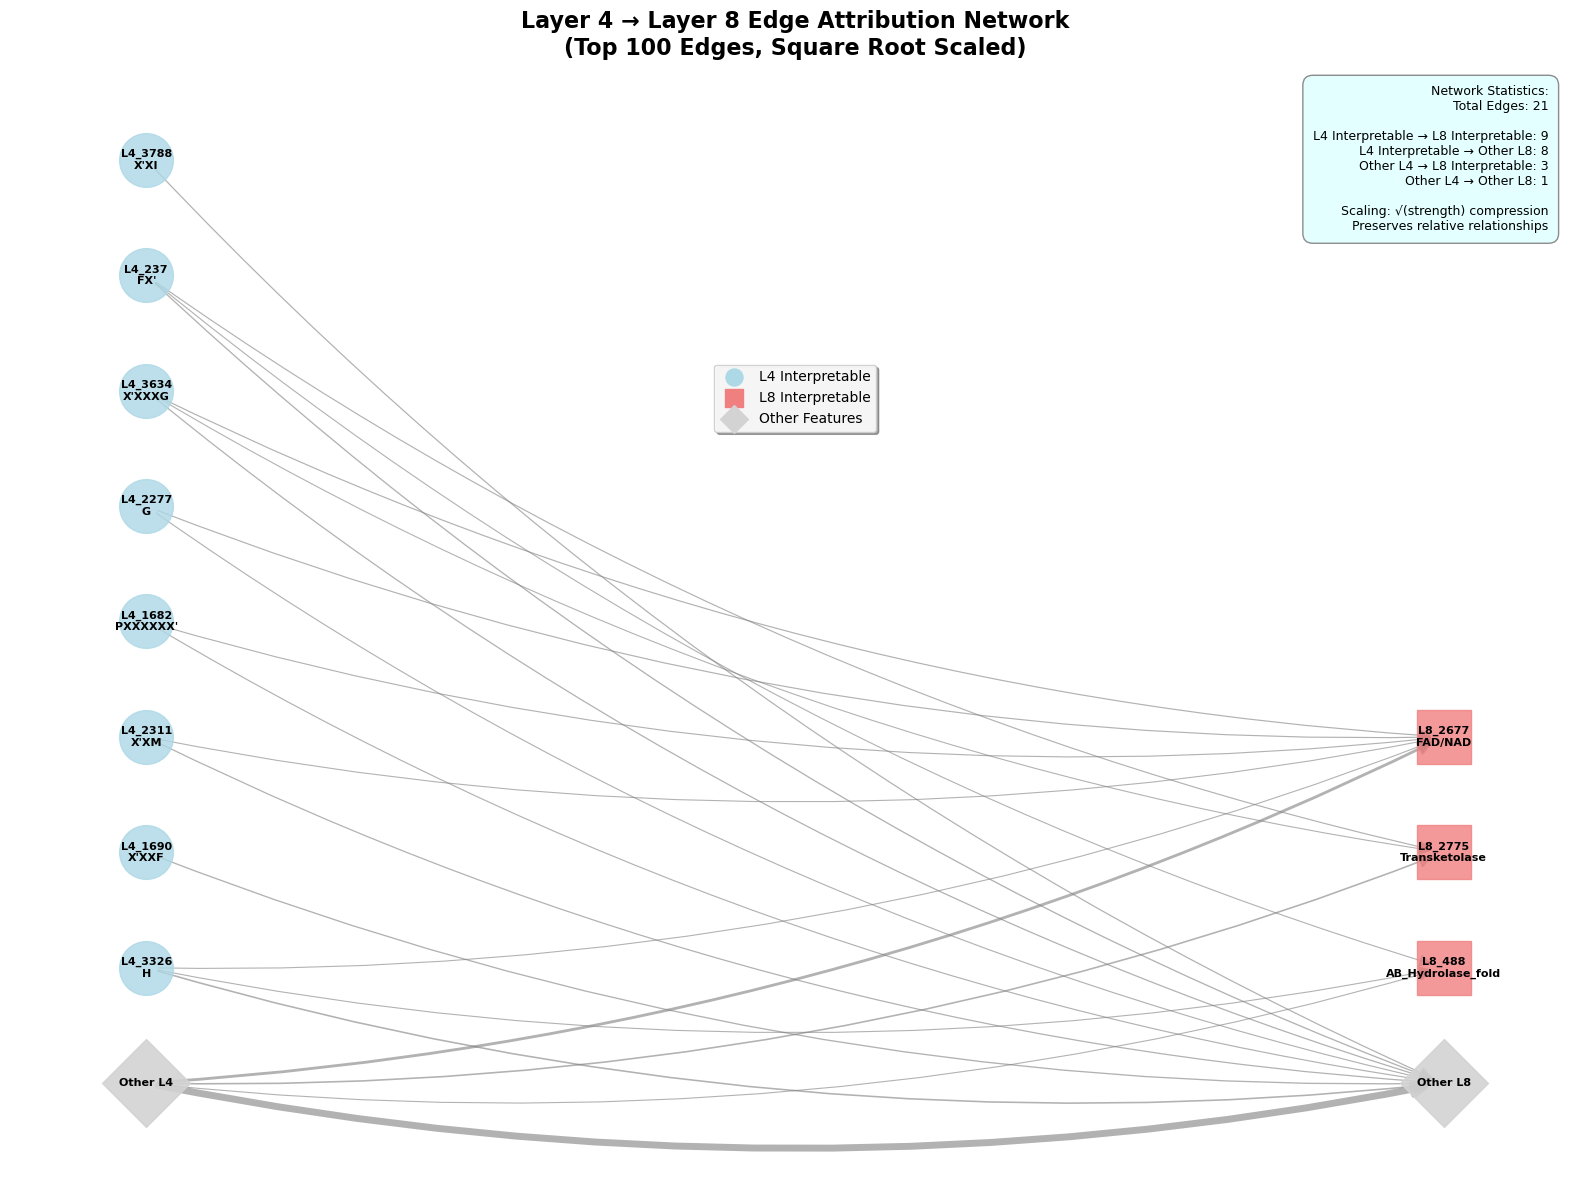 Layer 4 → Layer 8 Edge Attribution Network
(Top 100 Edges, Square Root Scaled)
Network Statistics:
Total Edges: 21
L4 Interpretable → L8 Interpretable: 9
L4 Interpretable → Other L8: 8
Other L4 → L8 Interpretable: 3
Other L4 → Other L8: 1
Scaling: √(strength) compression
Preserves relative relationships
L4_3788
X'XI
L4_237
FX'
L4_3634
X'XXXG
L4 Interpretable
L8 Interpretable
Other Features
L4_2277
G
L4_1682
PXXXXXX'
L4_2311
X'XM
L8_2677
FAD/NAD
L4_1690
X'XXF
L8_2775
Transketolase
L4_3326
H
L8_488
AB_Hydrolase_fold
Other L4
Other L8